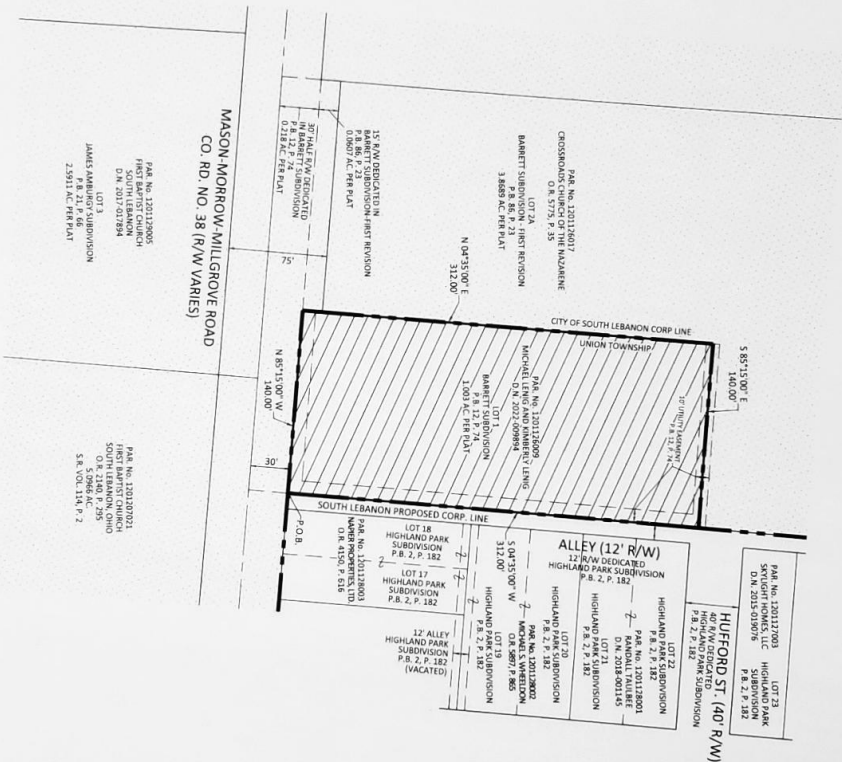 MASON-MORROW-MILLGROVE ROAD
CO. RD. NO. 38 (R/W VARIES)
PAR. No. 1201129005
FIRST BAPTIST CHURCH
SOUTH LEBANON
D.N. 2017-017894
LOT 3
JAMES AMBURGY SUBDIVISION
P.B. 21, P. 66
2.5911 AC. PER PLAT
PAR. No. 1201207021
FIRST BAPTIST CHURCH
SOUTH LEBANON, OHIO
O.R. 2140, P. 295
5.0966 AC.
S.R. VOL. 114, P. 2
30' HALF R/W DEDICATED
IN BARRETT SUBDIVISION
P.B. 12, P. 74
0.218 AC. PER PLAT
15' R/W DEDICATED IN
BARRETT SUBDIVISION-FIRST REVISION
P.B. 86, P. 23
0.0607 AC. PER PLAT
75'
30'
PAR. No. 1201126017
CROSSROADS CHURCH OF THE NAZARENE
O.R. 5775, P. 35
LOT 2A
BARRETT SUBDIVISION - FIRST REVISION
P.B. 86, P. 23
3.8689 AC. PER PLAT
N 04°35'00" E
312.00'
CITY OF SOUTH LEBANON CORP LINE
UNION TOWNSHIP
S 85°15'00" E
140.00'
10' UTILITY EASEMENT
P.B. 12, P. 74
PAR. No. 1201126009
MICHAEL LENIG AND KIMBERLY LENIG
D.N. 2022-009894
LOT 1
BARRETT SUBDIVISION
P.B. 12, P. 74
1.003 AC. PER PLAT
N 85°15'00" W
140.00'
P.O.B.
SOUTH LEBANON PROPOSED CORP. LINE
S 04°35'00" W
312.00'
ALLEY (12' R/W)
12' R/W DEDICATED
HIGHLAND PARK SUBDIVISION
P.B. 2, P. 182
LOT 18
HIGHLAND PARK
SUBDIVISION
P.B. 2, P. 182
LOT 17
HIGHLAND PARK
SUBDIVISION
P.B. 2, P. 182
PAR. No. 1201128003
NAPIER PROPERTIES, LTD.
O.R. 4150, P. 616
12' ALLEY
HIGHLAND PARK
SUBDIVISION
P.B. 2, P. 182
(VACATED)
LOT 19
HIGHLAND PARK SUBDIVISION
P.B. 2, P. 182
PAR. No. 1201128002
MICHAEL S. WHEELDON
O.R. 5897, P. 865
LOT 20
HIGHLAND PARK SUBDIVISION
P.B. 2, P. 182
LOT 21
HIGHLAND PARK SUBDIVISION
P.B. 2, P. 182
PAR. No. 1201128001
RANDALL TAULBEE
D.N. 2018-001145
LOT 22
HIGHLAND PARK SUBDIVISION
P.B. 2, P. 182
HUFFORD ST. (40' R/W)
40' R/W DEDICATED
HIGHLAND PARK SUBDIVISION
P.B. 2, P. 182
PAR. No. 1201127003
SKYLIGHT HOMES, LLC
D.N. 2015-019076
LOT 23
HIGHLAND PARK
SUBDIVISION
P.B. 2, P. 182